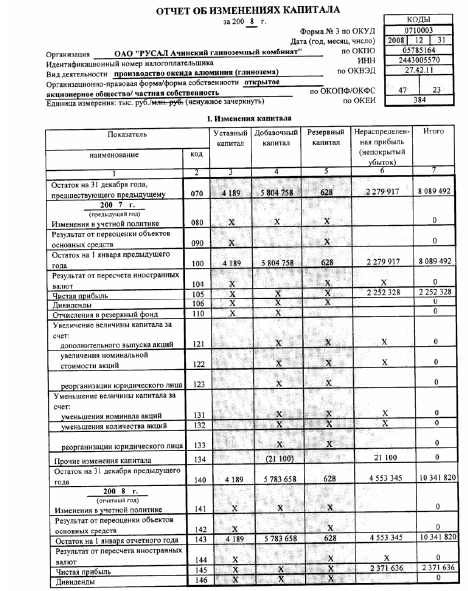 ОТЧЕТ ОБ ИЗМЕНЕНИЯХ КАПИТАЛА
за 200 8 г.
КОДЫ
Форма № 3 по ОКУД 0710003
Дата (год, месяц, число) 2008 12 31
Организация ОАО "РУСАЛ Ачинский глиноземный комбинат" по ОКПО 05785164
Идентификационный номер налогоплательщика ИНН 2443005570
Вид деятельности производство оксида алюминия (глинозема) по ОКВЭД 27.42.11
Организационно-правовая форма/форма собственности открытое
акционерное общество/ частная собственность по ОКОПФ/ОКФС 47 23
Единица измерения: тыс. руб./млн. руб. (ненужное зачеркнуть) по ОКЕИ 384
I. Изменения капитала
Показатель Уставный капитал Добавочный капитал Резервный капитал Нераспределен-ная прибыль (непокрытый убыток) Итого
наименование код
1 2 3 4 5 6 7
Остаток на 31 декабря года,
предшествующего предыдущему 070 4 189 5 804 758 628 2 279 917 8 089 492
200 7 г.
(предыдущий год)
Изменения в учетной политике 080 X X X 0
Результат от переоценки объектов
основных средств 090 X X 0
Остаток на 1 января предыдущего
года 100 4 189 5 804 758 628 2 279 917 8 089 492
Результат от пересчета иностранных
валют 104 X X X 0
Чистая прибыль 105 X X X 2 252 328 2 252 328
Дивиденды 106 X X X 0
Отчисления в резервный фонд 110 X X 0
Увеличение величины капитала за
счет:
дополнительного выпуска акций 121 X X X 0
увеличения номинальной
стоимости акций 122 X X X 0
реорганизации юридического лица 123 X X 0
Уменьшение величины капитала за
счет:
уменьшения номинала акций 131 X X X 0
уменьшения количества акций 132 X X X 0
реорганизации юридического лица 133 X X 0
Прочие изменения капитала 134 (21 100) 21 100 0
Остаток на 31 декабря предыдущего
года 140 4 189 5 783 658 628 4 553 345 10 341 820
200 8 г.
(отчетный год)
Изменения в учетной политике 141 X X X 0
Результат от переоценки объектов
основных средств 142 X X 0
Остаток на 1 января отчетного года 143 4 189 5 783 658 628 4 553 345 10 341 820
Результат от пересчета иностранных
валют 144 X X X 0
Чистая прибыль 145 X X X 2 371 636 2 371 636
Дивиденды 146 X X X 0